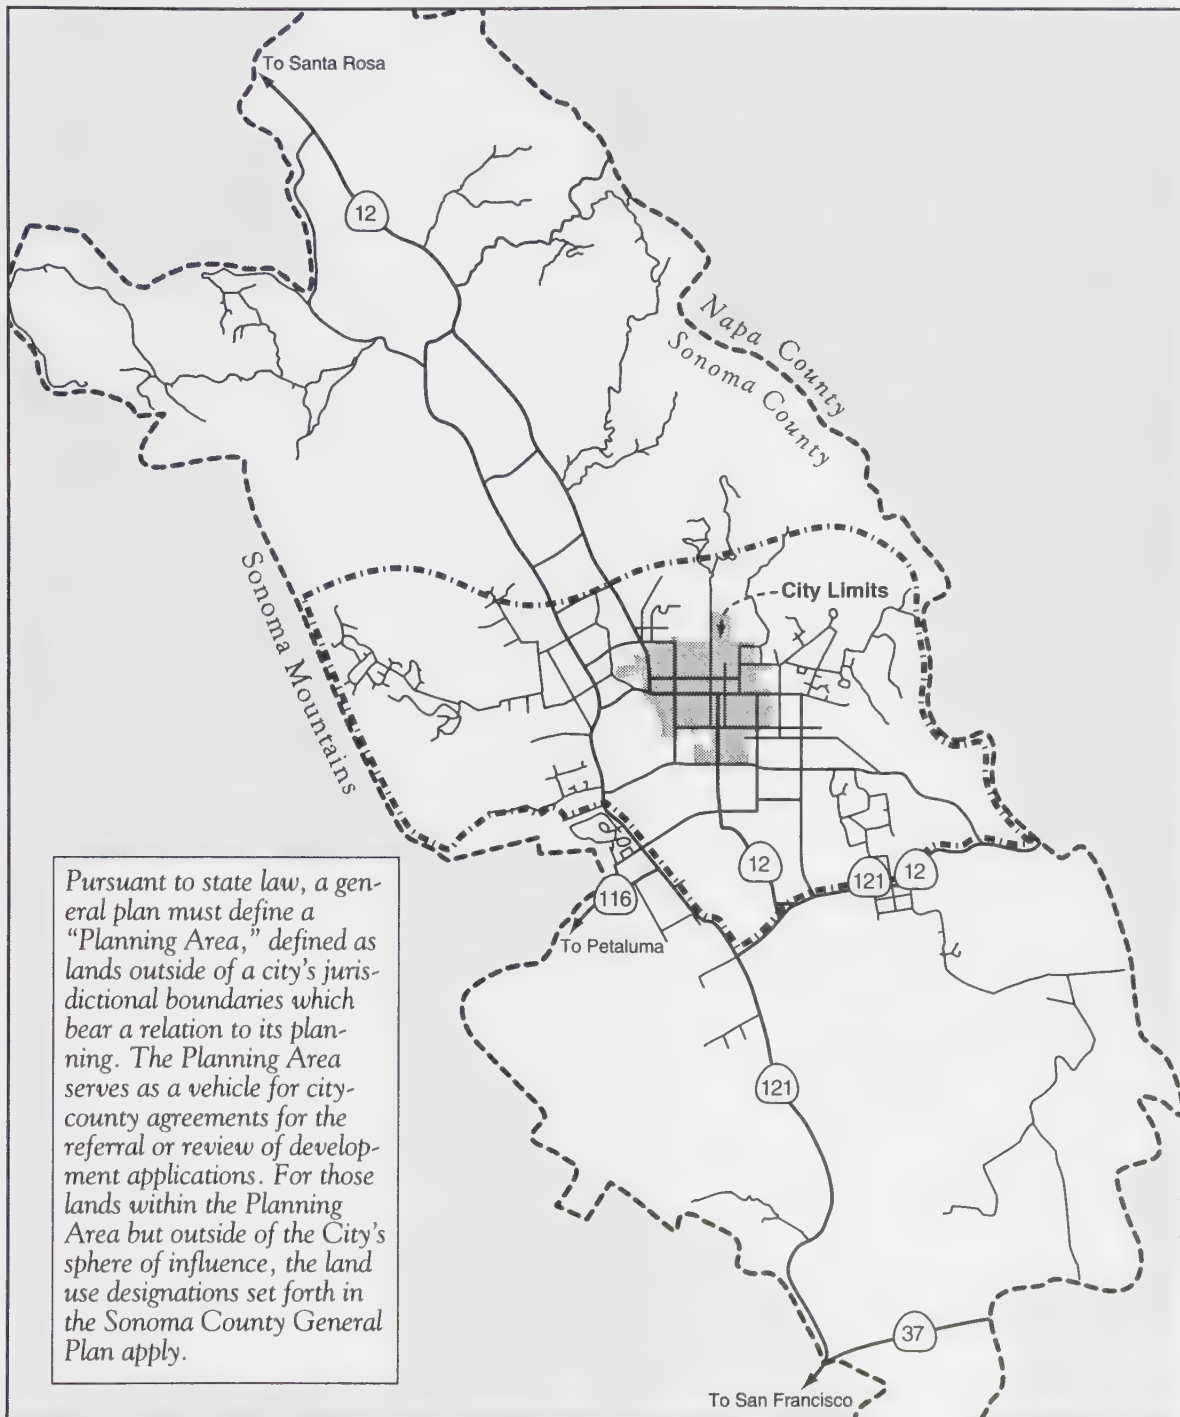 To Santa Rosa
12
Napa County
Sonoma County
Sonoma Mountains
City Limits
12
121
12
116
To Petaluma
121
37
To San Francisco
Pursuant to state law, a gen-
eral plan must define a
“Planning Area,” defined as
lands outside of a city's juris-
dictional boundaries which
bear a relation to its plan-
ning. The Planning Area
serves as a vehicle for city-
county agreements for the
referral or review of develop-
ment applications. For those
lands within the Planning
Area but outside of the City's
sphere of influence, the land
use designations set forth in
the Sonoma County General
Plan apply.